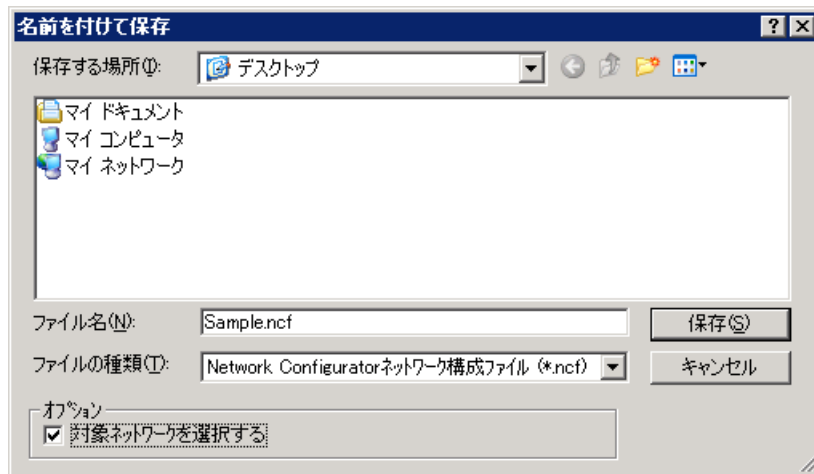 名前を付けて保存
保存する場所(I):
デスクトップ
マイ ドキュメント
マイ コンピュータ
マイ ネットワーク
ファイル名(N):
Sample.ncf
保存(S)
ファイルの種類(T):
Network Configuratorネットワーク構成ファイル (*.ncf)
キャンセル
オプション
対象ネットワークを選択する